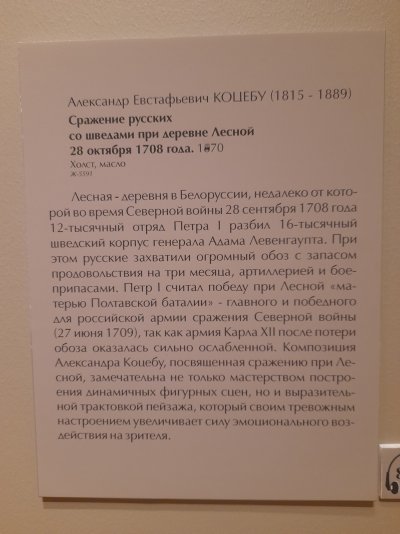 Александр Евстафьевич КОЦЕБУ (1815 - 1889)
Сражение русских
со шведами при деревне Лесной
28 октября 1708 года. 1870
Холст, масло
Ж-5591
Лесная - деревня в Белоруссии, недалеко от кото-
рой во время Северной войны 28 сентября 1708 года
12-тысячный отряд Петра I разбил 16-тысячный
шведский корпус генерала Адама Левенгаупта. При
этом русские захватили огромный обоз с запасом
продовольствия на три месяца, артиллерией и бое-
припасами. Петр I считал победу при Лесной «ма-
терью Полтавской баталии» - главного и победного
для российской армии сражения Северной войны
(27 июня 1709), так как армия Карла XII после потери
обоза оказалась сильно ослабленной. Композиция
Александра Коцебу, посвященная сражению при Ле-
сной, замечательна не только мастерством построе-
ния динамичных фигурных сцен, но и выразитель-
ной трактовкой пейзажа, который своим тревожным
настроением увеличивает силу эмоционального воз-
действия на зрителя.